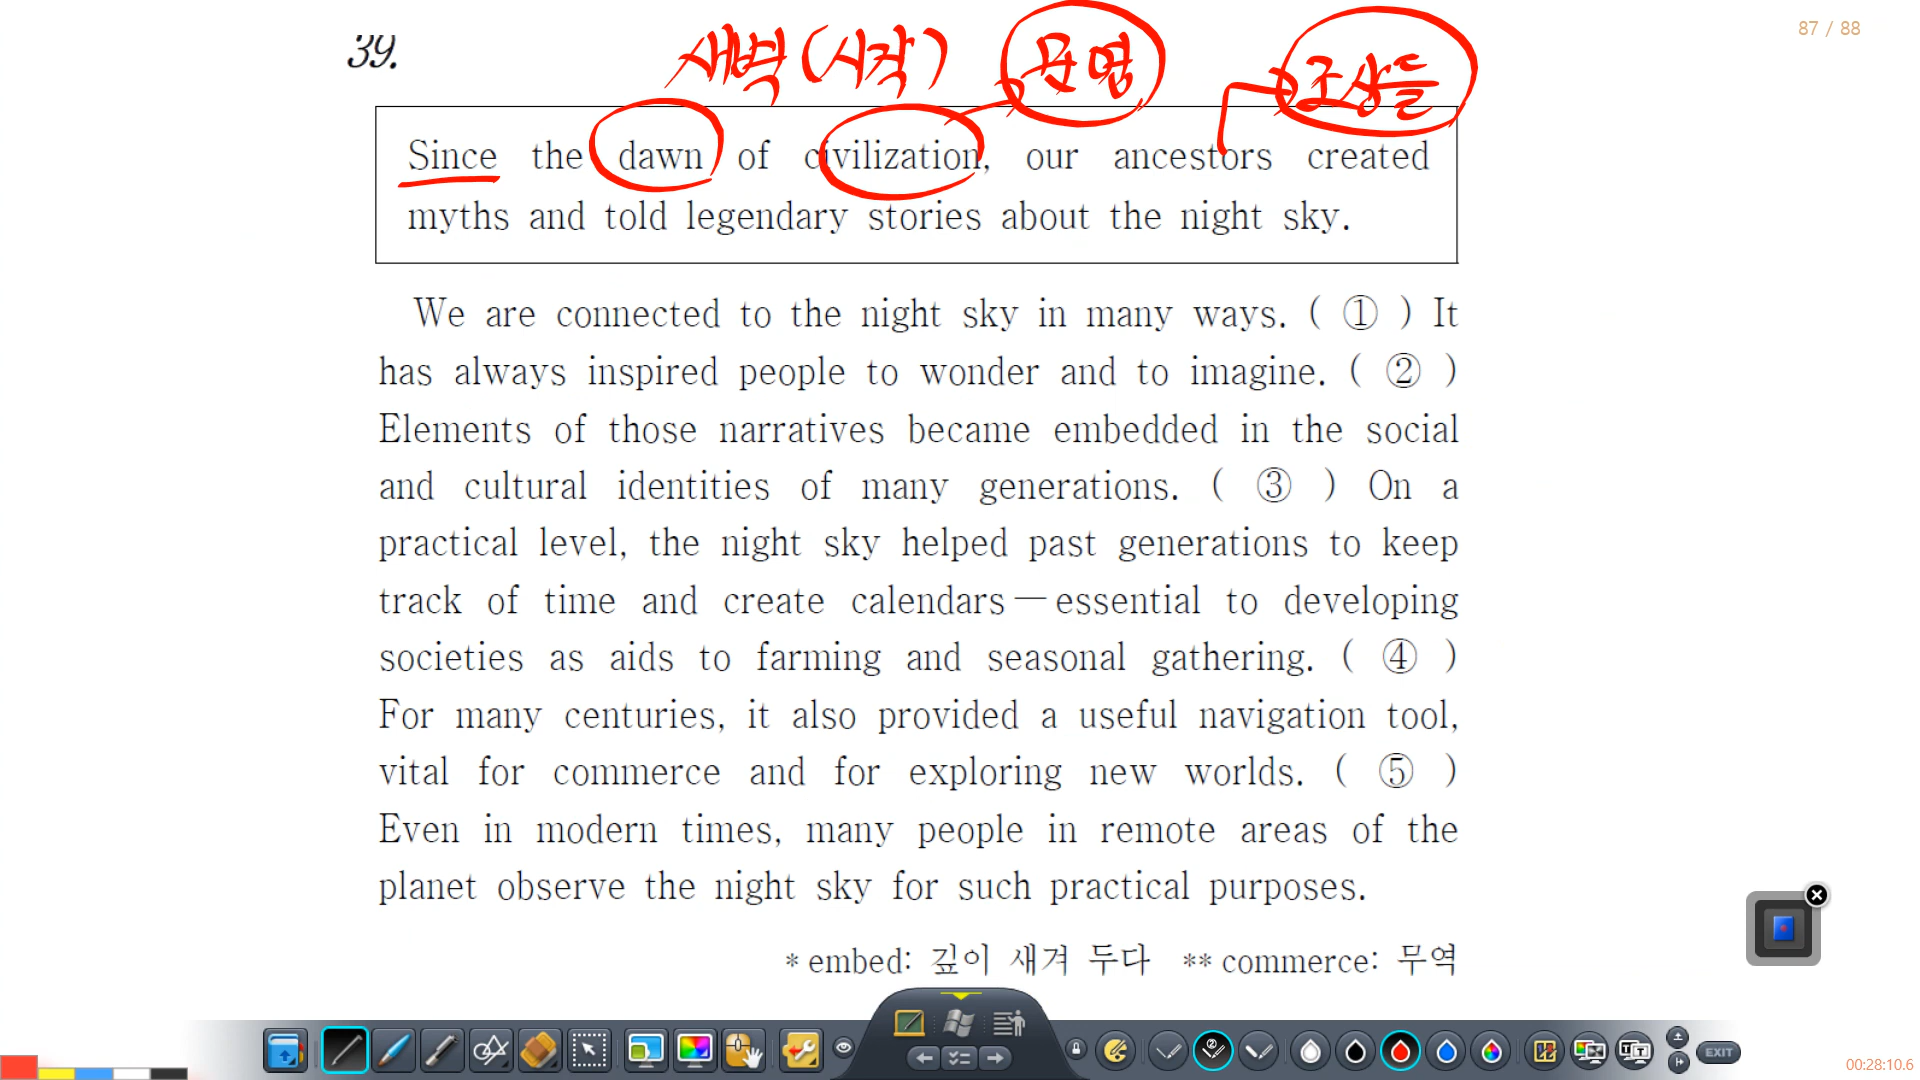 87 / 88
39.
새벽(시작) 문명 조상들
Since the dawn of civilization, our ancestors created
myths and told legendary stories about the night sky.
We are connected to the night sky in many ways. ( ① ) It
has always inspired people to wonder and to imagine. ( ② )
Elements of those narratives became embedded in the social
and cultural identities of many generations. ( ③ ) On a
practical level, the night sky helped past generations to keep
track of time and create calendars — essential to developing
societies as aids to farming and seasonal gathering. ( ④ )
For many centuries, it also provided a useful navigation tool,
vital for commerce and for exploring new worlds. ( ⑤ )
Even in modern times, many people in remote areas of the
planet observe the night sky for such practical purposes.
* embed: 깊이 새겨 두다 ** commerce: 무역
EXIT
00:28:10.6